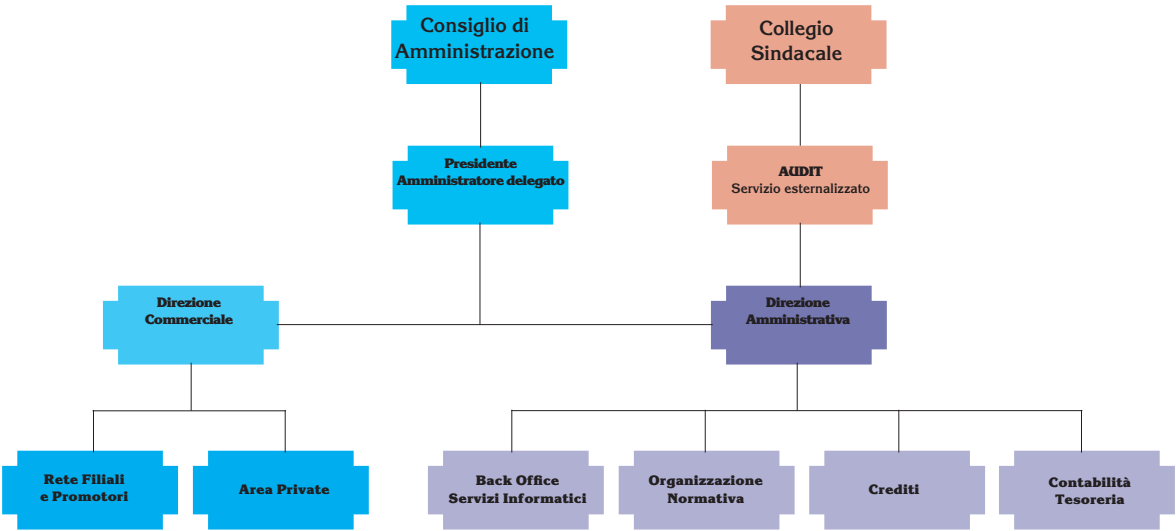 Consiglio di
Amministrazione
Collegio
Sindacale
Presidente
Amministratore delegato
AUDIT
Servizio esternalizzato
Direzione
Commerciale
Direzione
Amministrativa
Rete Filiali
e Promotori
Area Private
Back Office
Servizi Informatici
Organizzazione
Normativa
Crediti
Contabilità
Tesoreria